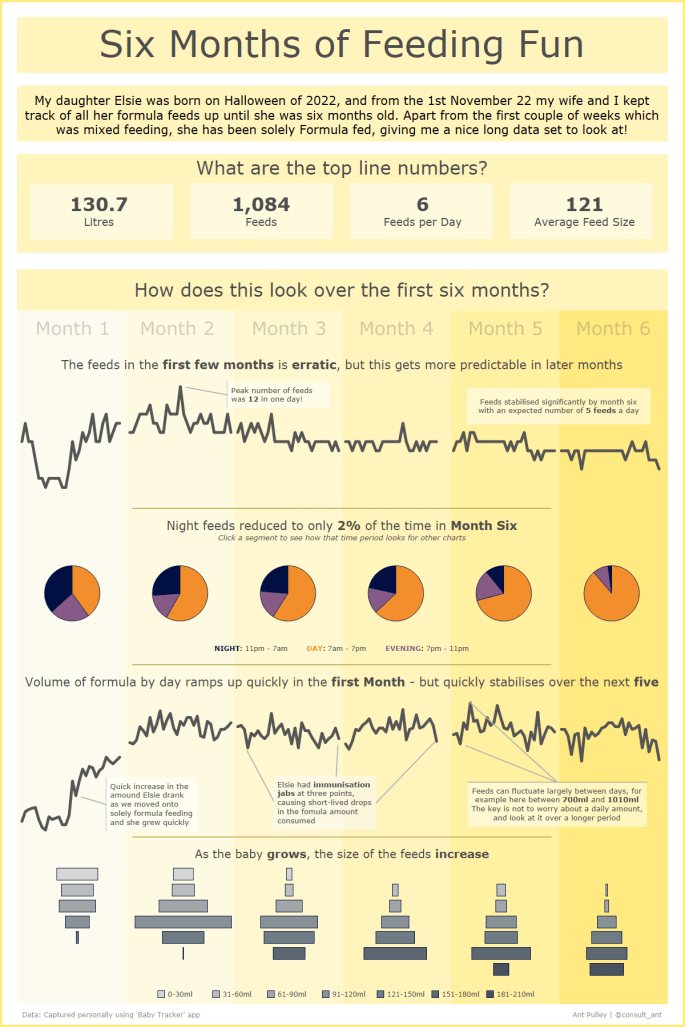 Six Months of Feeding Fun
My daughter Elsie was born on Halloween of 2022, and from the 1st November 22 my wife and I kept
track of all her formula feeds up until she was six months old. Apart from the first couple of weeks which
was mixed feeding, she has been solely Formula fed, giving me a nice long data set to look at!
What are the top line numbers?
130.7
Litres
1,084
Feeds
6
Feeds per Day
121
Average Feed Size
How does this look over the first six months?
Month 1
Month 2
Month 3
Month 4
Month 5
Month 6
The feeds in the first few months is erratic, but this gets more predictable in later months
Peak number of feeds
was 12 in one day!
Feeds stabilised significantly by month six
with an expected number of 5 feeds a day
Night feeds reduced to only 2% of the time in Month Six
Click a segment to see how that time period looks for other charts
NIGHT: 11pm - 7am
DAY: 7am - 7pm
EVENING: 7pm - 11pm
Volume of formula by day ramps up quickly in the first Month - but quickly stabilises over the next five
Quick increase in the
amound Elsie drank
as we moved onto
solely formula feeding
and she grew quickly
Elsie had immunisation
jabs at three points,
causing short-lived drops
in the fomula amount
consumed
Feeds can fluctuate largely between days, for
example here between 700ml and 1010ml
The key is not to worry about a daily amount,
and look at it over a longer period
As the baby grows, the size of the feeds increase
0-30ml
31-60ml
61-90ml
91-120ml
121-150ml
151-180ml
181-210ml
Data: Captured personally using 'Baby Tracker' app
Ant Pulley | @consult_ant